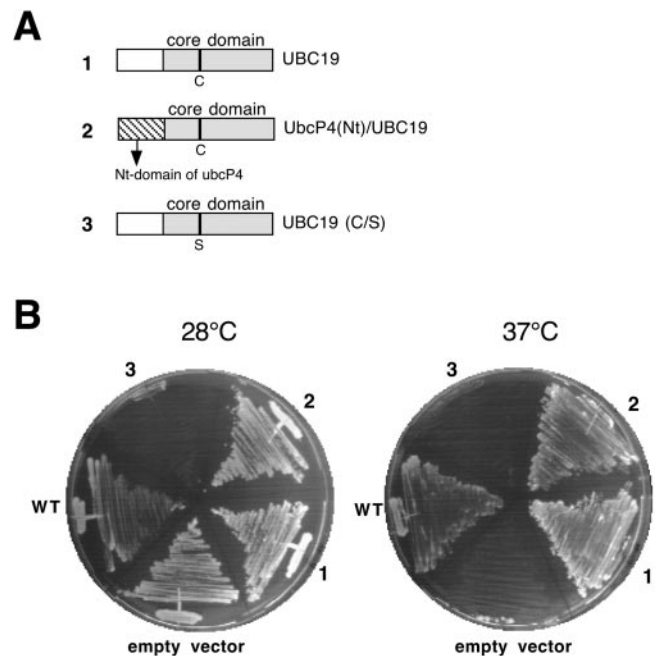 A
core domain
1 UBC19
C
core domain
2 UbcP4(Nt)/UBC19
C
Nt-domain of ubcP4
core domain
3 UBC19 (C/S)
S
B
28°C 37°C
3 3
2 2
WT WT
1 1
empty vector empty vector